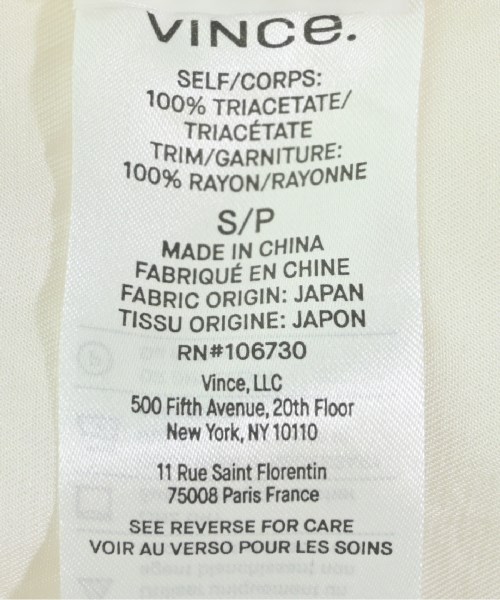 VINCe.
SELF/CORPS:
100% TRIACETATE/
TRIACÉTATE
TRIM/GARNITURE:
100% RAYON/RAYONNE
S/P
MADE IN CHINA
FABRIQUÉ EN CHINE
FABRIC ORIGIN: JAPAN
TISSU ORIGINE: JAPON
RN#106730
Vince, LLC
500 Fifth Avenue, 20th Floor
New York, NY 10110
11 Rue Saint Florentin
75008 Paris France
SEE REVERSE FOR CARE
VOIR AU VERSO POUR LES SOINS